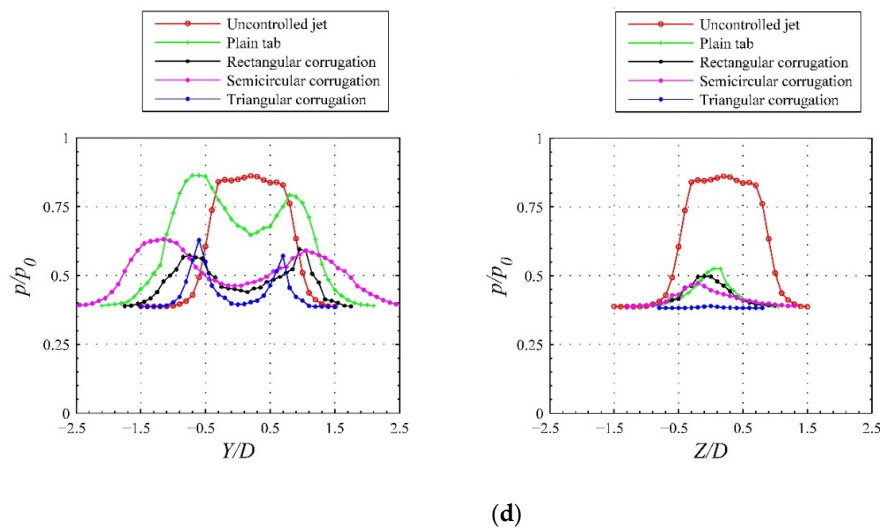 Uncontrolled jet
Plain tab
Rectangular corrugation
Semicircular corrugation
Triangular corrugation
1
0.75
0.5
0.25
0
p/p0
−2.5 −1.5 −0.5 0.5 1.5 2.5
Y/D
Uncontrolled jet
Plain tab
Rectangular corrugation
Semicircular corrugation
Triangular corrugation
1
0.75
0.5
0.25
0
p/p0
−2.5 −1.5 −0.5 0.5 1.5 2.5
Z/D
(d)